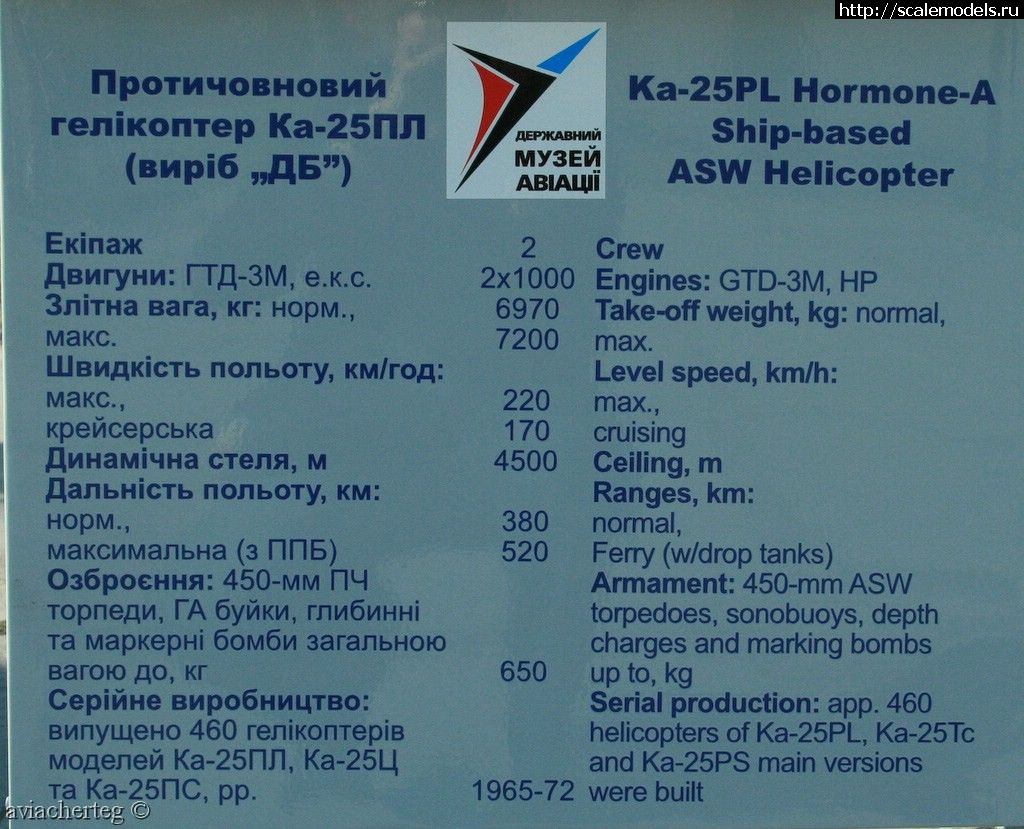 http://scalemodels.ru
Протичовновий
гелікоптер Ка-25ПЛ
(виріб „ДБ”)
ДЕРЖАВНИЙ
МУЗЕЙ
АВІАЦІЇ
Ka-25PL Hormone-A
Ship-based
ASW Helicopter
Екіпаж 2 Crew
Двигуни: ГТД-3М, е.к.с. 2x1000 Engines: GTD-3M, HP
Злітна вага, кг: норм., 6970 Take-off weight, kg: normal,
макс. 7200 max.
Швидкість польоту, км/год: Level speed, km/h:
макс., 220 max.,
крейсерська 170 cruising
Динамічна стеля, м 4500 Ceiling, m
Дальність польоту, км: Ranges, km:
норм., 380 normal,
максимальна (з ППБ) 520 Ferry (w/drop tanks)
Озброєння: 450-мм ПЧ Armament: 450-mm ASW
торпеди, ГА буйки, глибинні torpedoes, sonobuoys, depth
та маркерні бомби загальною charges and marking bombs
вагою до, кг 650 up to, kg
Серійне виробництво: Serial production: app. 460
випущено 460 гелікоптерів helicopters of Ka-25PL, Ka-25Tc
моделей Ка-25ПЛ, Ка-25Ц and Ka-25PS main versions
та Ка-25ПС, рр. 1965-72 were built
aviacherteg ©